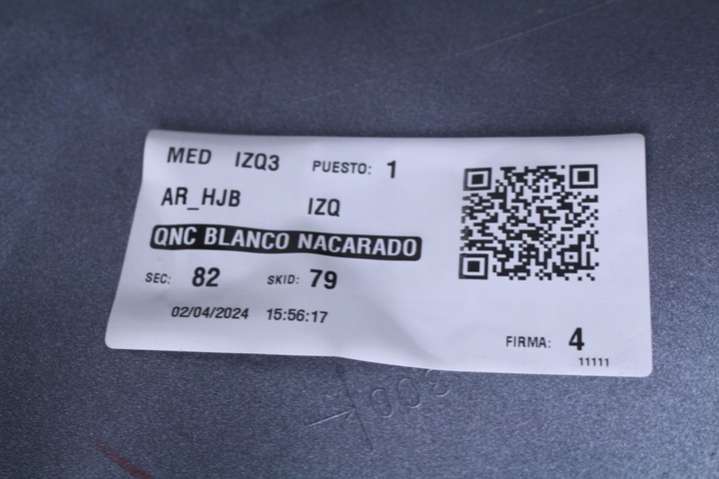 MED IZQ3 PUESTO: 1
AR_HJB IZQ
QNC BLANCO NACARADO
SEC: 82 SKID: 79
02/04/2024 15:56:17
FIRMA: 4
11111